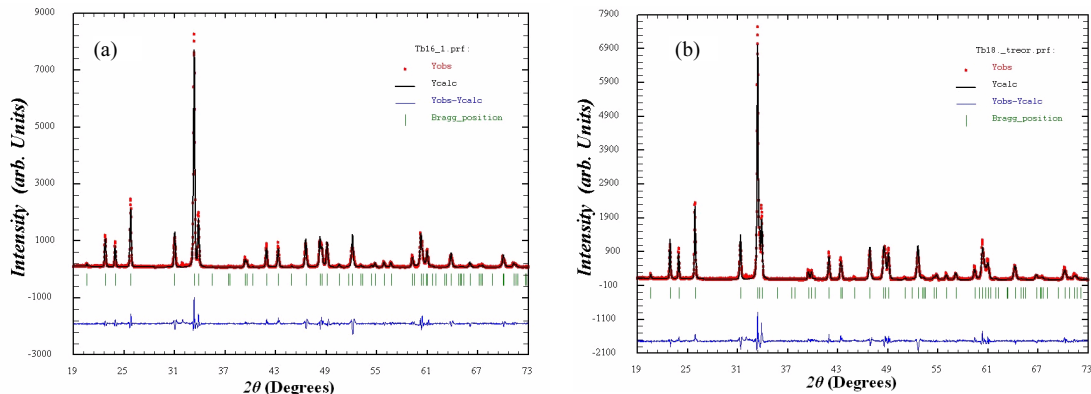 (a)
Tb16_1.prf:
Yobs
Ycalc
Yobs-Ycalc
Bragg_position
9000
7000
5000
3000
1000
-1000
-3000
19 25 31 37 43 49 55 61 67 73
Intensity (arb. Units)
2θ (Degrees)
(b)
Tb18._treor.prf:
Yobs
Ycalc
Yobs-Ycalc
Bragg_position
7900
6900
5900
4900
3900
2900
1900
900
-100
-1100
-2100
19 25 31 37 43 49 55 61 67 73
Intensity (arb. Units)
2θ (Degrees)